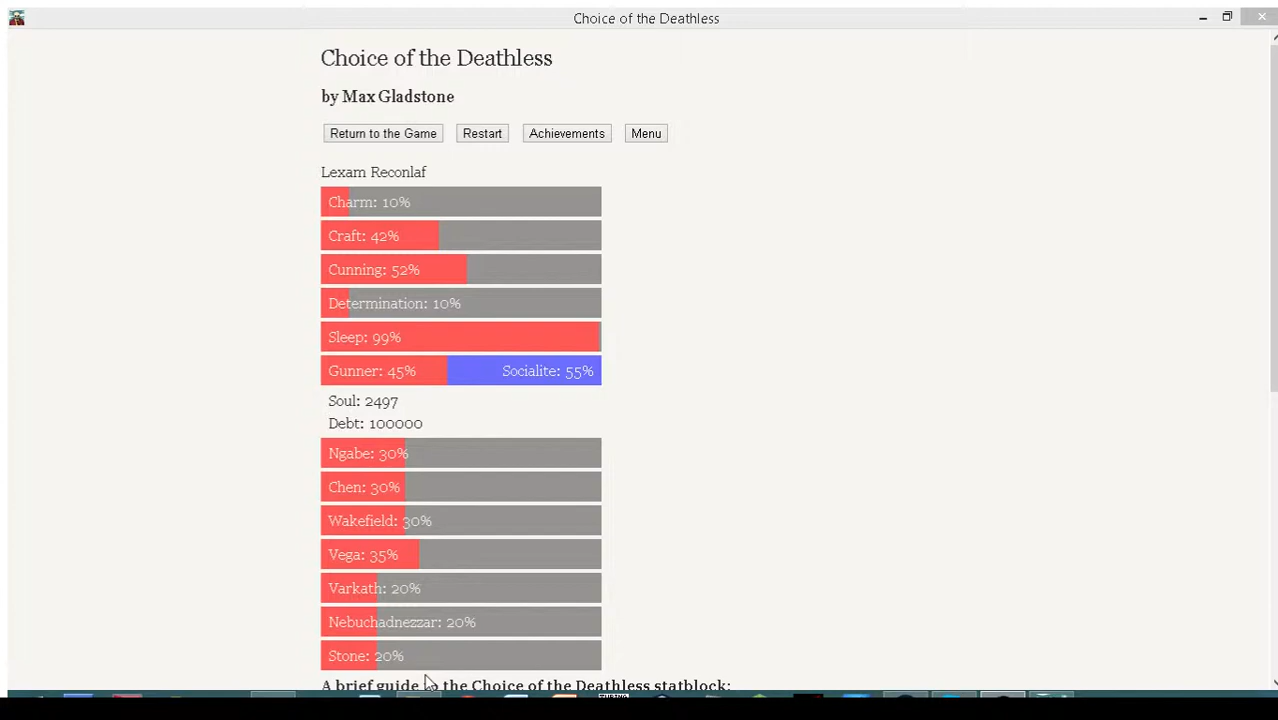 Choice of the Deathless
Choice of the Deathless
by Max Gladstone
Return to the Game Restart Achievements Menu
Lexam Reconlaf
Charm: 10%
Craft: 42%
Cunning: 52%
Determination: 10%
Sleep: 99%
Gunner: 45% Socialite: 55%
Soul: 2497
Debt: 100000
Ngabe: 30%
Chen: 30%
Wakefield: 30%
Vega: 35%
Varkath: 20%
Nebuchadnezzar: 20%
Stone: 20%
A brief guide the Choice of the Deathless statblock: